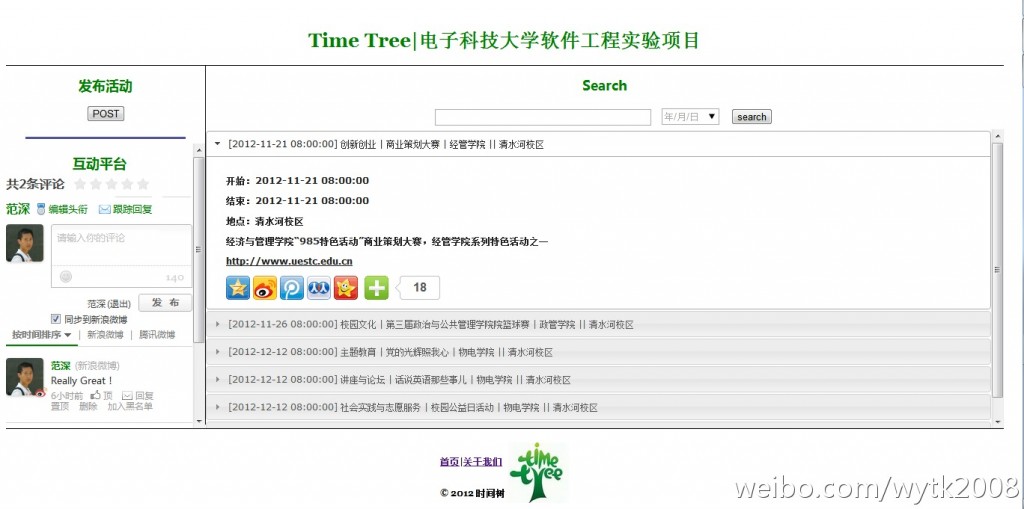 Time Tree|电子科技大学软件工程实验项目
发布活动
POST
互动平台
共2条评论
范深 编辑头衔 跟踪回复
请输入你的评论
140
范深(退出) 发 布
同步到新浪微博
按时间排序 | 新浪微博 | 腾讯微博
范深 (新浪微博)
Really Great！
6小时前 顶 回复
置顶 删除 加入黑名单
Search
年/月/日 search
[2012-11-21 08:00:00] 创新创业 | 商业策划大赛 | 经管学院 || 清水河校区
开始：2012-11-21 08:00:00
结束：2012-11-21 08:00:00
地点：清水河校区
经济与管理学院“985特色活动”商业策划大赛，经管学院系列特色活动之一
http://www.uestc.edu.cn
18
[2012-11-26 08:00:00] 校园文化 | 第三届政治与公共管理学院院篮球赛 | 政管学院 || 清水河校区
[2012-12-12 08:00:00] 主题教育 | 党的光辉照我心 | 物电学院 || 清水河校区
[2012-12-12 08:00:00] 讲座与论坛 | 话说英语那些事儿 | 物电学院 || 清水河校区
[2012-12-12 08:00:00] 社会实践与志愿服务 | 校园公益日活动 | 物电学院 || 清水河校区
首页|关于我们
© 2012 时间树
time tree
weibo.com/wytk2008